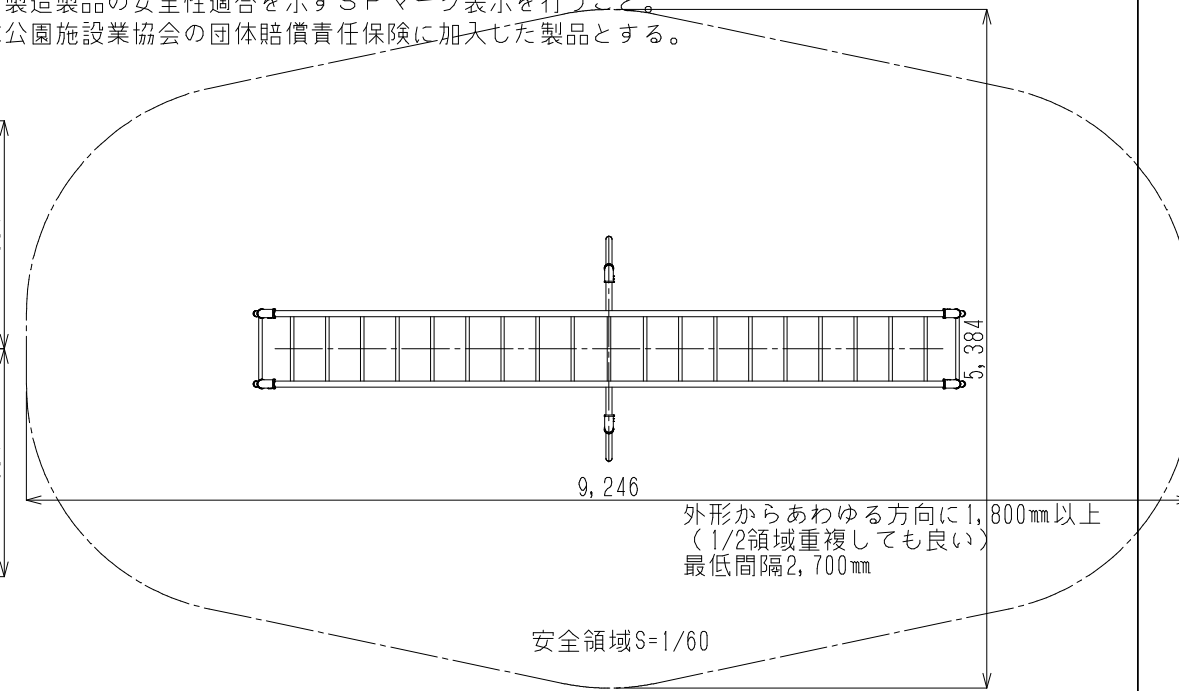 製造製品の安全性適合を示すSPマーク表示を行うこと。
公園施設業協会の団体賠償責任保険に加入した製品とする。
5,384
9,246
外形からあわゆる方向に1,800㎜以上
（1/2領域重複しても良い）
最低間隔2,700㎜
安全領域S=1/60